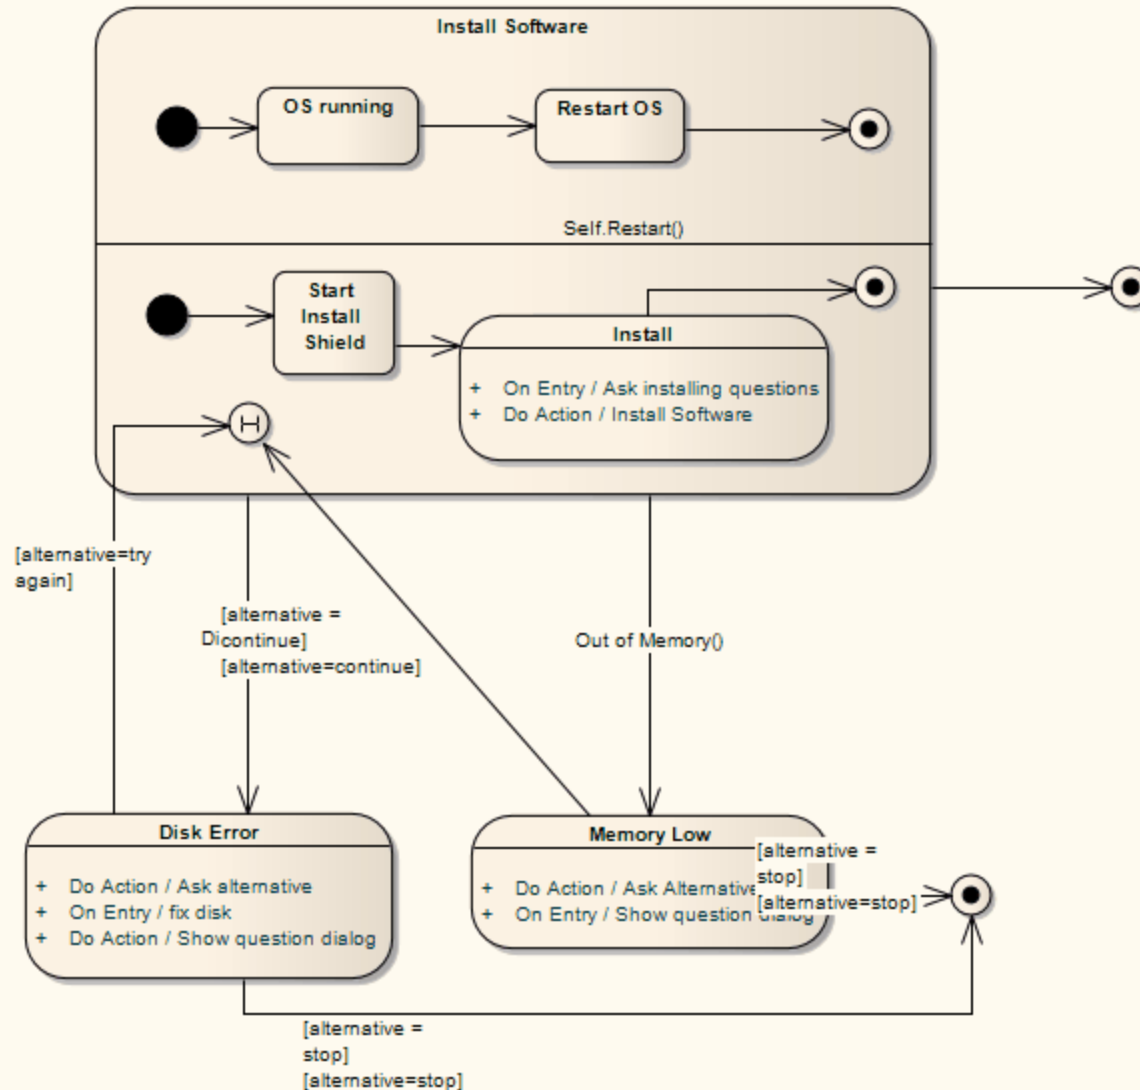 Install Software
OS running
Restart OS
Self.Restart()
Start
Install
Shield
Install
+ On Entry / Ask installing questions
+ Do Action / Install Software
H
[alternative=try
again]
[alternative =
Dicontinue]
[alternative=continue]
Out of Memory()
Disk Error
+ Do Action / Ask alternative
+ On Entry / fix disk
+ Do Action / Show question dialog
Memory Low
+ Do Action / Ask Alternative
+ On Entry / Show question dialog
[alternative =
stop]
[alternative=stop]
[alternative =
stop]
[alternative=stop]